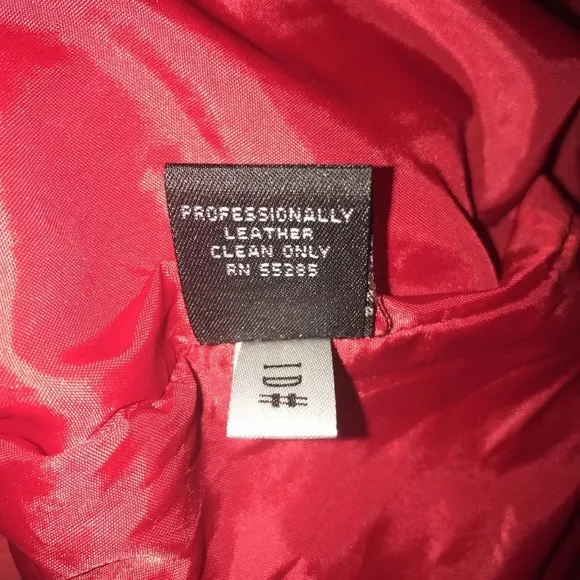 PROFESSIONALLY
LEATHER
CLEAN ONLY
RN 55285
ID#